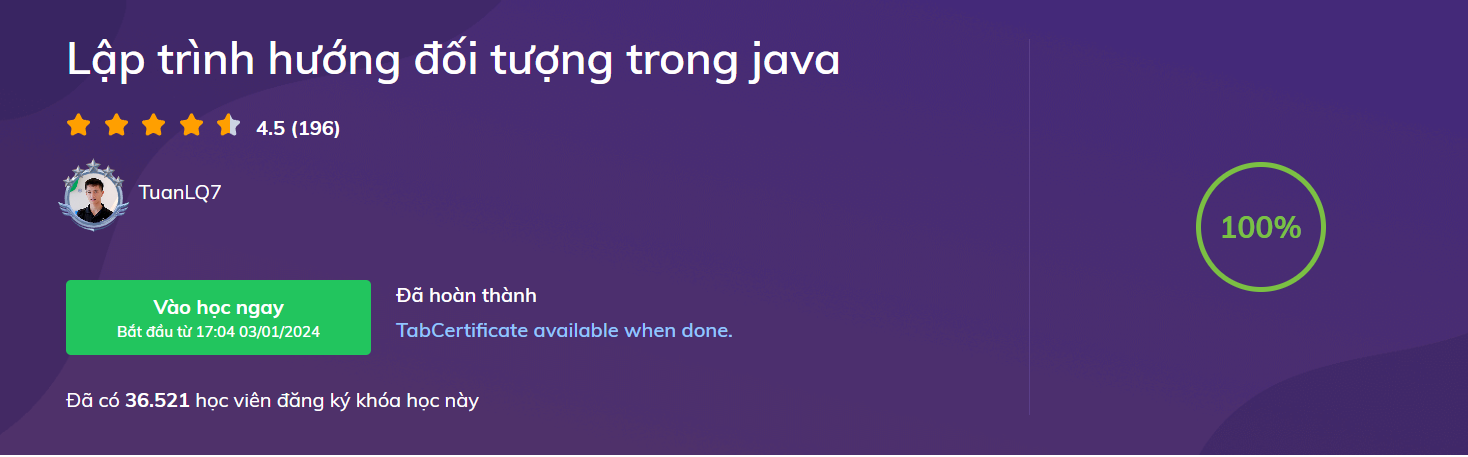 Lập trình hướng đối tượng trong java
4.5 (196)
TuanLQ7
Vào học ngay
Bắt đầu từ 17:04 03/01/2024
Đã hoàn thành
TabCertificate available when done.
Đã có 36.521 học viên đăng ký khóa học này
100%